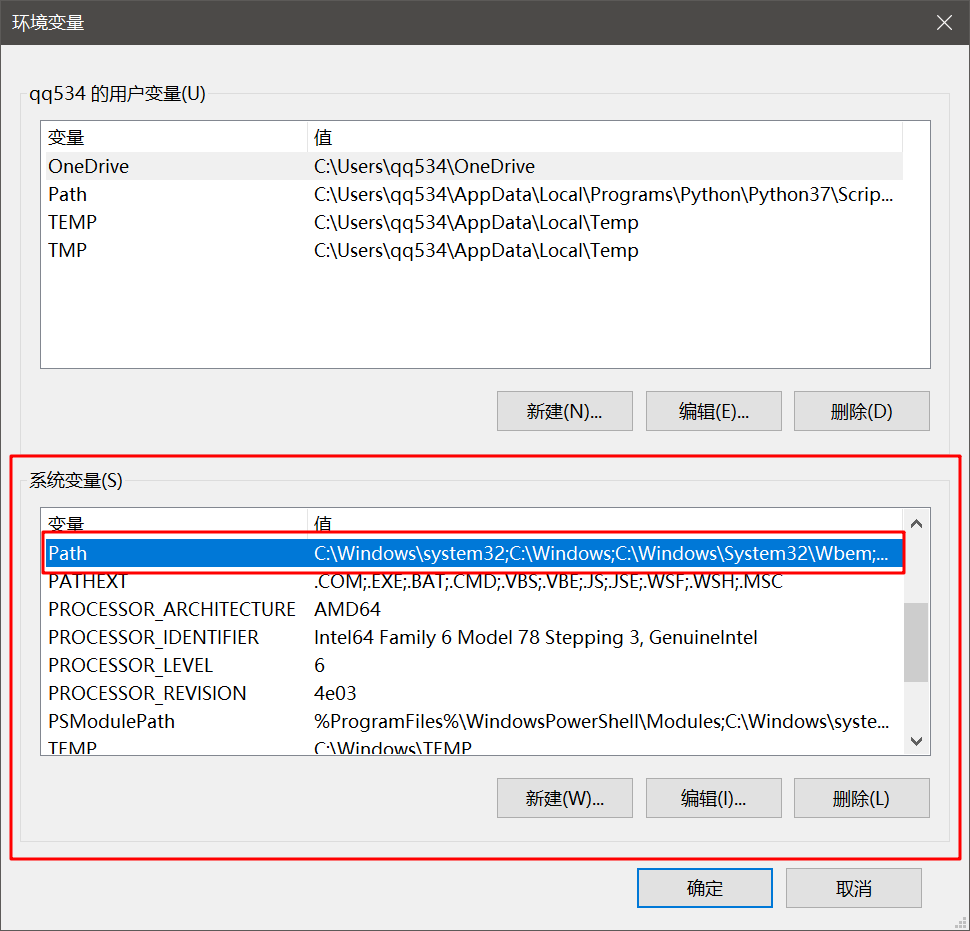 环境变量
qq534 的用户变量(U)
变量 值
OneDrive C:\Users\qq534\OneDrive
Path C:\Users\qq534\AppData\Local\Programs\Python\Python37\Scrip...
TEMP C:\Users\qq534\AppData\Local\Temp
TMP C:\Users\qq534\AppData\Local\Temp
新建(N)... 编辑(E)... 删除(D)
系统变量(S)
变量 值
Path C:\Windows\system32;C:\Windows;C:\Windows\System32\Wbem;...
PATHEXT .COM;.EXE;.BAT;.CMD;.VBS;.VBE;.JS;.JSE;.WSF;.WSH;.MSC
PROCESSOR_ARCHITECTURE AMD64
PROCESSOR_IDENTIFIER Intel64 Family 6 Model 78 Stepping 3, GenuineIntel
PROCESSOR_LEVEL 6
PROCESSOR_REVISION 4e03
PSModulePath %ProgramFiles%\WindowsPowerShell\Modules;C:\Windows\syste...
TEMP C:\Windows\TEMP
新建(W)... 编辑(I)... 删除(L)
确定 取消